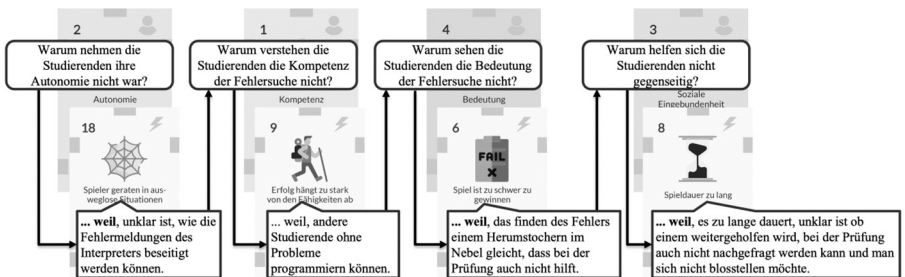 2
Warum nehmen die
Studierenden ihre
Autonomie nicht war?
Autonomie
18
Spieler geraten in aus-
weglose Situationen
... weil, unklar ist, wie die
Fehlermeldungen des
Interpreters beseitigt
werden können.
1
Warum verstehen die
Studierenden die Kompetenz
der Fehlersuche nicht?
Kompetenz
9
Erfolg hängt zu stark
von den Fähigkeiten ab
... weil, andere
Studierende ohne
Probleme
programmiern können.
4
Warum sehen die
Studierenden die Bedeutung
der Fehlersuche nicht?
Bedeutung
6
FAIL
X
Spiel ist zu schwer zu
gewinnen
... weil, das finden des Fehlers
einem Herumstochern im
Nebel gleicht, dass bei der
Prüfung auch nicht hilft.
3
Warum helfen sich die
Studierenden nicht
gegenseitig?
Soziale
Eingebundenheit
8
Spieldauer zu lang
... weil, es zu lange dauert, unklar ist ob
einem weitergeholfen wird, bei der Prüfung
auch nicht nachgefragt werden kann und man
sich nicht blosstellen möchte.